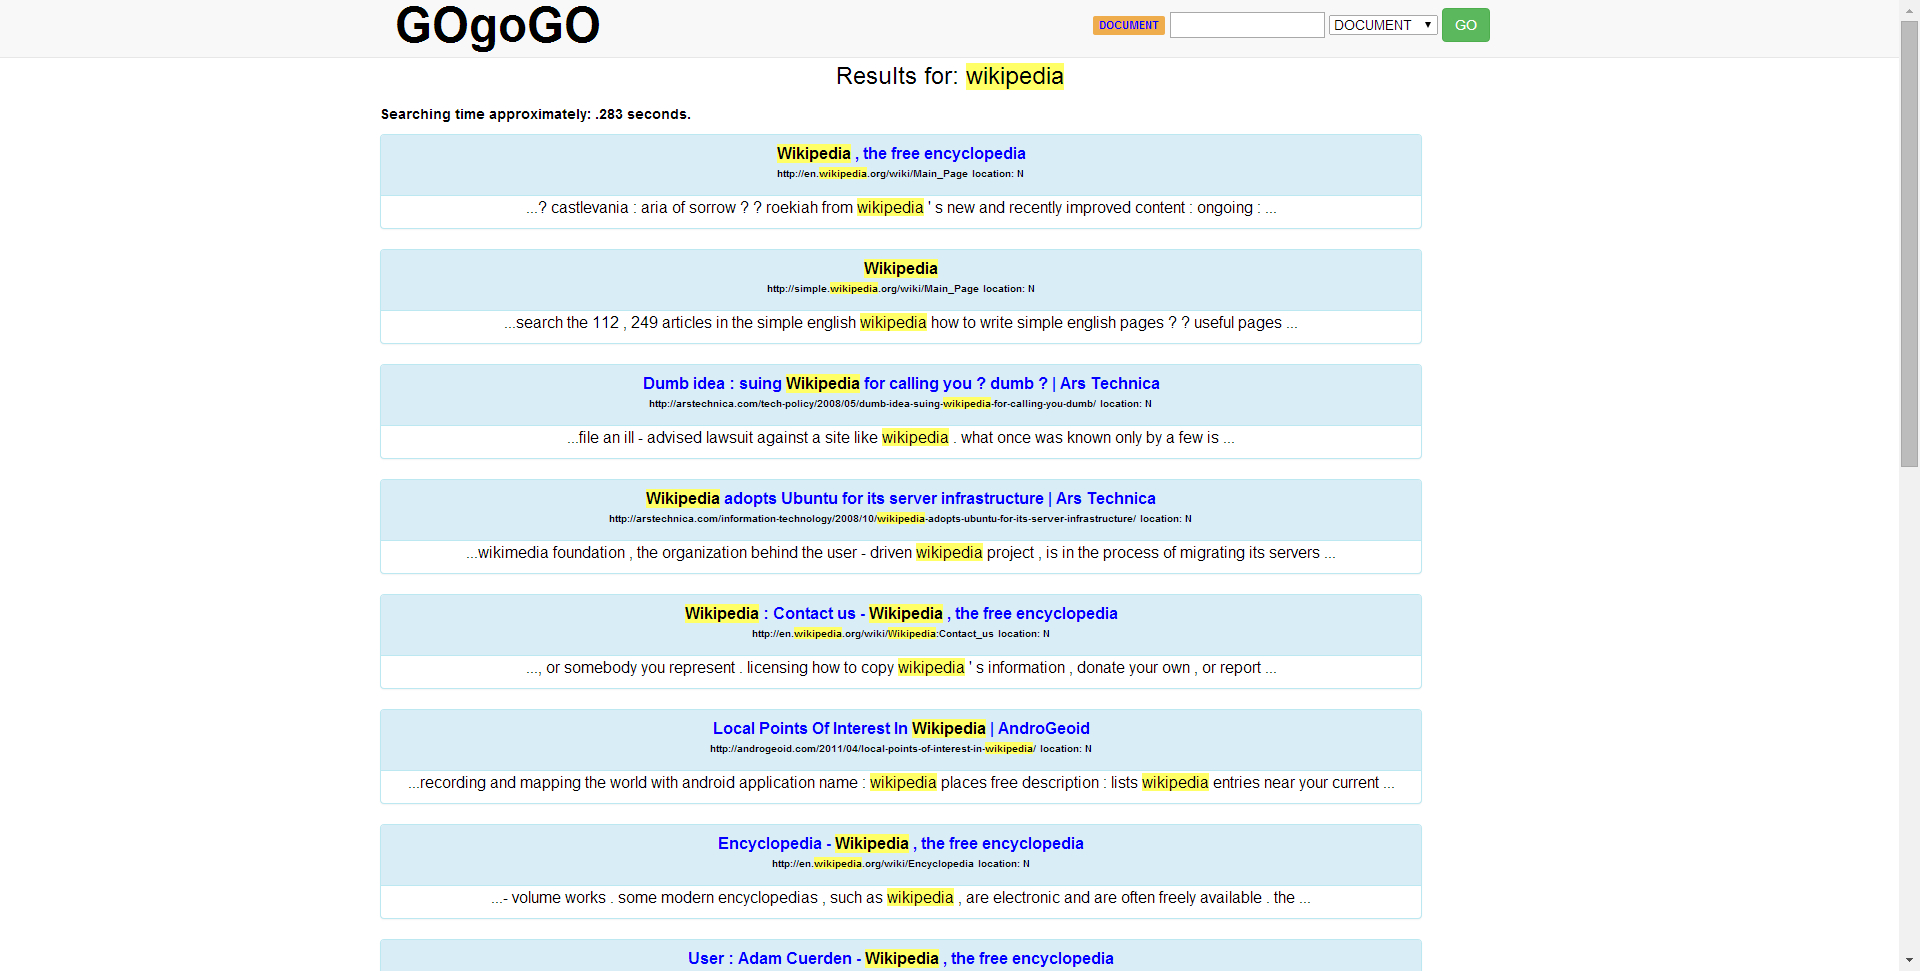 GOgoGO
DOCUMENT DOCUMENT GO
Results for: wikipedia
Searching time approximately: .283 seconds.
Wikipedia , the free encyclopedia
http://en.wikipedia.org/wiki/Main_Page location: N
...? castlevania : aria of sorrow ? ? roekiah from wikipedia ' s new and recently improved content : ongoing : ...
Wikipedia
http://simple.wikipedia.org/wiki/Main_Page location: N
...search the 112 , 249 articles in the simple english wikipedia how to write simple english pages ? ? useful pages ...
Dumb idea : suing Wikipedia for calling you ? dumb ? | Ars Technica
http://arstechnica.com/tech-policy/2008/05/dumb-idea-suing-wikipedia-for-calling-you-dumb/ location: N
...file an ill - advised lawsuit against a site like wikipedia . what once was known only by a few is ...
Wikipedia adopts Ubuntu for its server infrastructure | Ars Technica
http://arstechnica.com/information-technology/2008/10/wikipedia-adopts-ubuntu-for-its-server-infrastructure/ location: N
...wikimedia foundation , the organization behind the user - driven wikipedia project , is in the process of migrating its servers ...
Wikipedia : Contact us - Wikipedia , the free encyclopedia
http://en.wikipedia.org/wiki/Wikipedia:Contact_us location: N
..., or somebody you represent . licensing how to copy wikipedia ' s information , donate your own , or report ...
Local Points Of Interest In Wikipedia | AndroGeoid
http://androgeoid.com/2011/04/local-points-of-interest-in-wikipedia/ location: N
...recording and mapping the world with android application name : wikipedia places free description : lists wikipedia entries near your current ...
Encyclopedia - Wikipedia , the free encyclopedia
http://en.wikipedia.org/wiki/Encyclopedia location: N
...- volume works . some modern encyclopedias , such as wikipedia , are electronic and are often freely available . the ...
User : Adam Cuerden - Wikipedia , the free encyclopedia